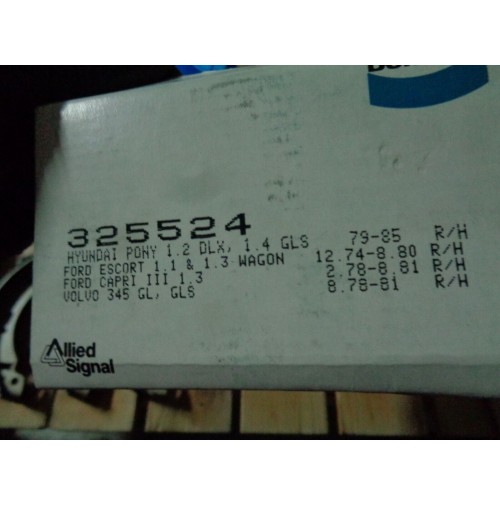 325524
HYUNDAI PONY 1.2 DLX, 1.4 GLS 79-85 R/H
FORD ESCORT 1.1 & 1.3 WAGON 12.74-8.80 R/H
FORD CAPRI III 1.3 2.78-8.81 R/H
VOLVO 345 GL, GLS 8.78-81 R/H
Allied
Signal